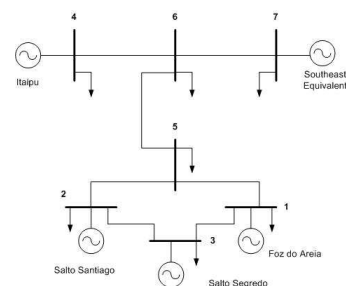 4
6
7
Itaipu
Southeast
Equivalent
5
2
1
3
Foz do Areia
Salto Santiago
Salto Segredo